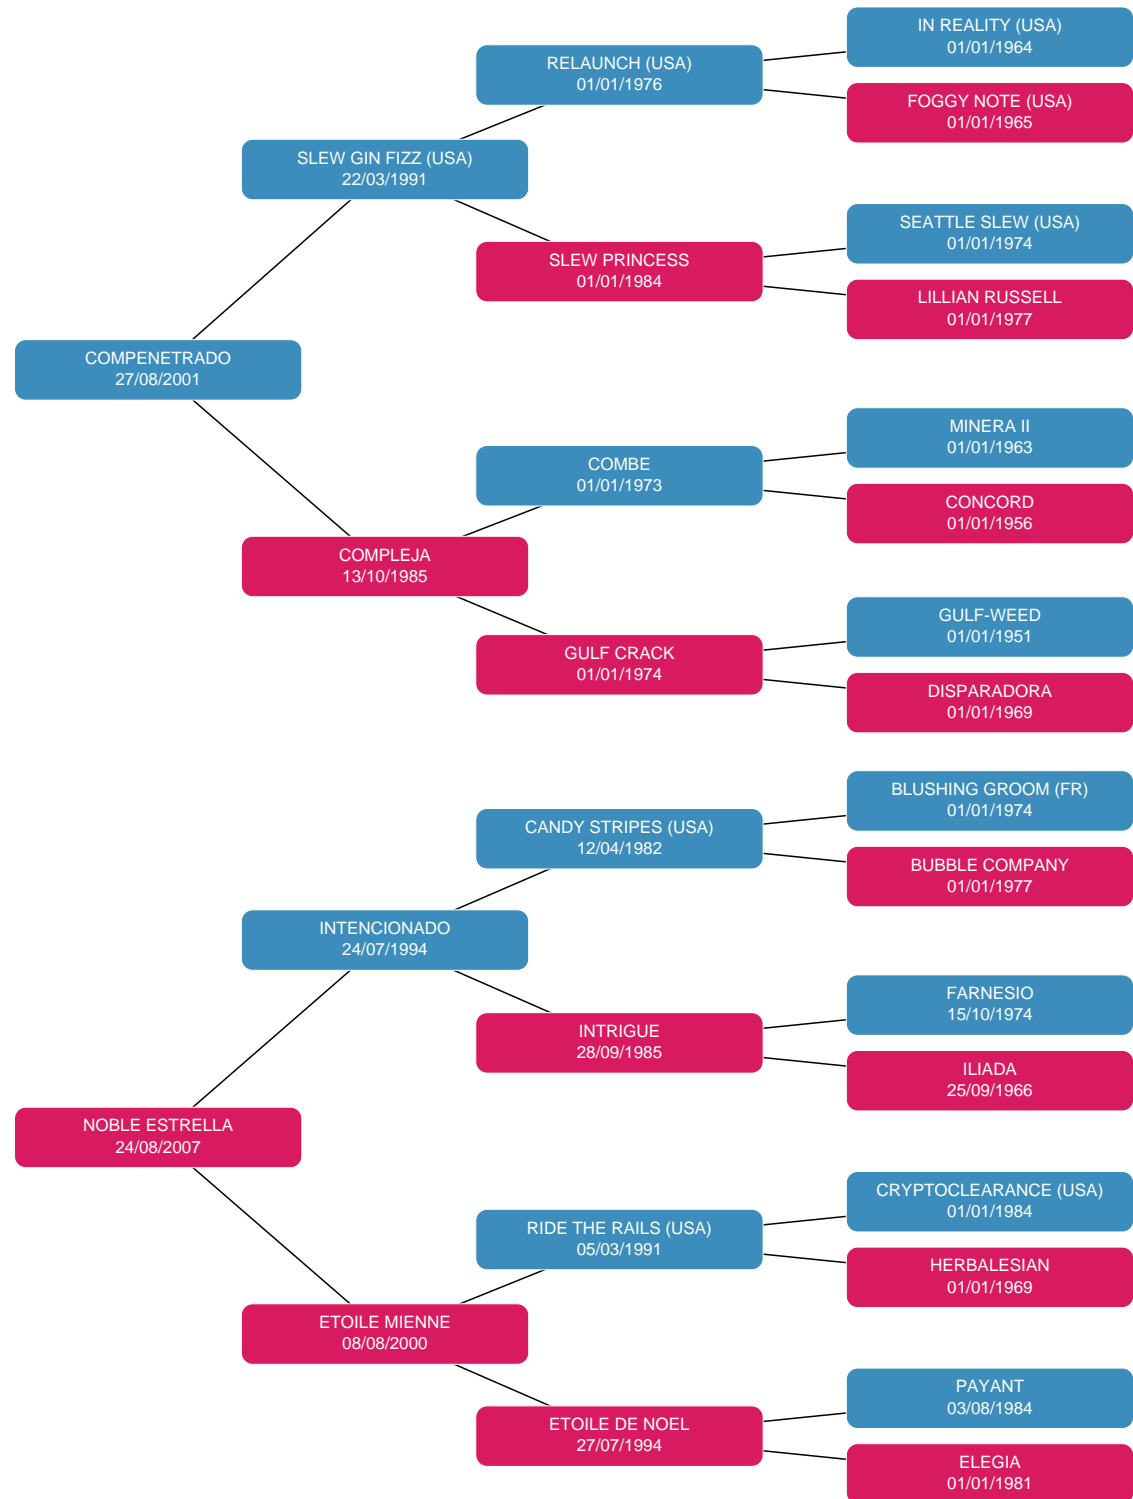 IN REALITY (USA)
01/01/1964
RELAUNCH (USA)
01/01/1976
FOGGY NOTE (USA)
01/01/1965
SLEW GIN FIZZ (USA)
22/03/1991
SEATTLE SLEW (USA)
01/01/1974
SLEW PRINCESS
01/01/1984
LILLIAN RUSSELL
01/01/1977
COMPENETRADO
27/08/2001
MINERA II
01/01/1963
COMBE
01/01/1973
CONCORD
01/01/1956
COMPLEJA
13/10/1985
GULF-WEED
01/01/1951
GULF CRACK
01/01/1974
DISPARADORA
01/01/1969
BLUSHING GROOM (FR)
01/01/1974
CANDY STRIPES (USA)
12/04/1982
BUBBLE COMPANY
01/01/1977
INTENCIONADO
24/07/1994
FARNESIO
15/10/1974
INTRIGUE
28/09/1985
ILIADA
25/09/1966
NOBLE ESTRELLA
24/08/2007
CRYPTOCLEARANCE (USA)
01/01/1984
RIDE THE RAILS (USA)
05/03/1991
HERBALESIAN
01/01/1969
ETOILE MIENNE
08/08/2000
PAYANT
03/08/1984
ETOILE DE NOEL
27/07/1994
ELEGIA
01/01/1981